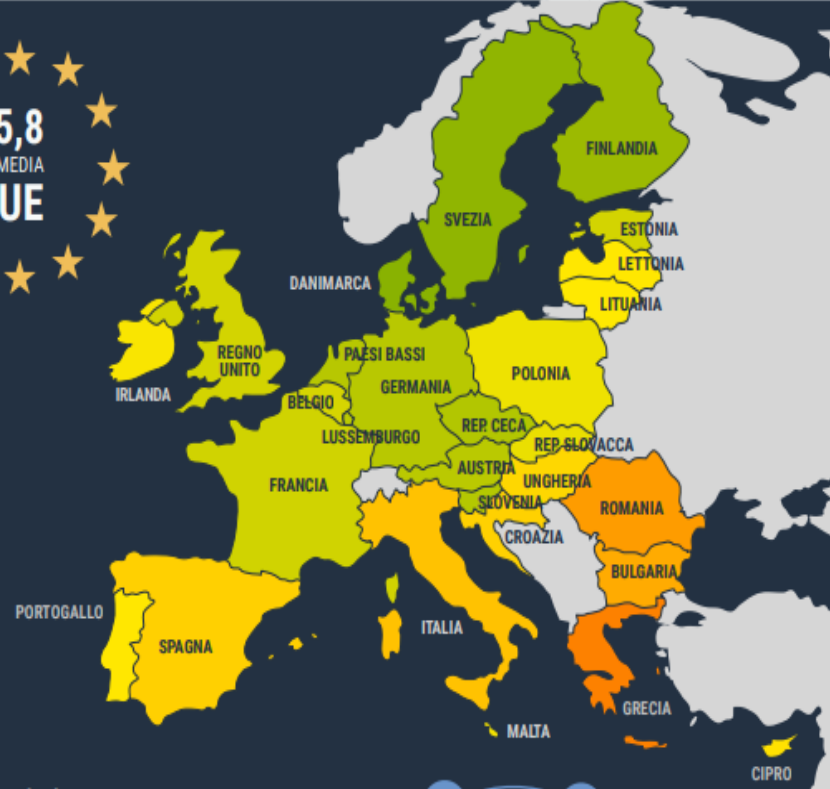 5,8
MEDIA
UE
FINLANDIA
SVEZIA
ESTONIA
LETTONIA
LITUANIA
DANIMARCA
REGNO
UNITO
IRLANDA
PAESI BASSI
GERMANIA
POLONIA
BELGIO
REP. CECA
LUSSEMBURGO
REP. SLOVACCA
AUSTRIA
UNGHERIA
FRANCIA
SLOVENIA
ROMANIA
CROAZIA
BULGARIA
PORTOGALLO
ITALIA
SPAGNA
GRECIA
MALTA
CIPRO